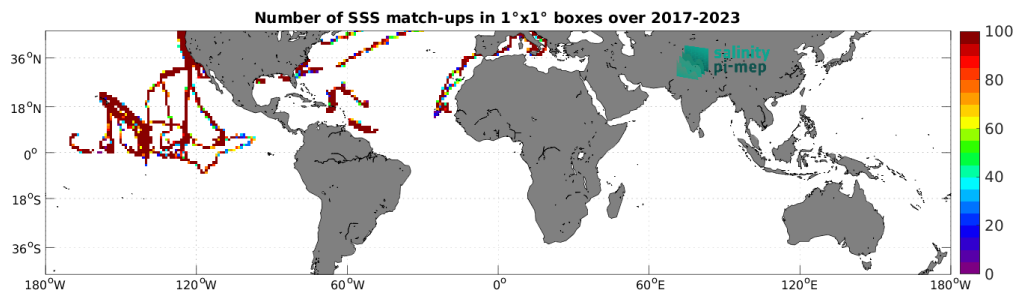 Number of SSS match-ups in 1°x1° boxes over 2017-2023
36°N
18°N
0°
18°S
36°S
180°W
120°W
60°W
0°
60°E
120°E
180°W
salinity
pi-mep
100
80
60
40
20
0